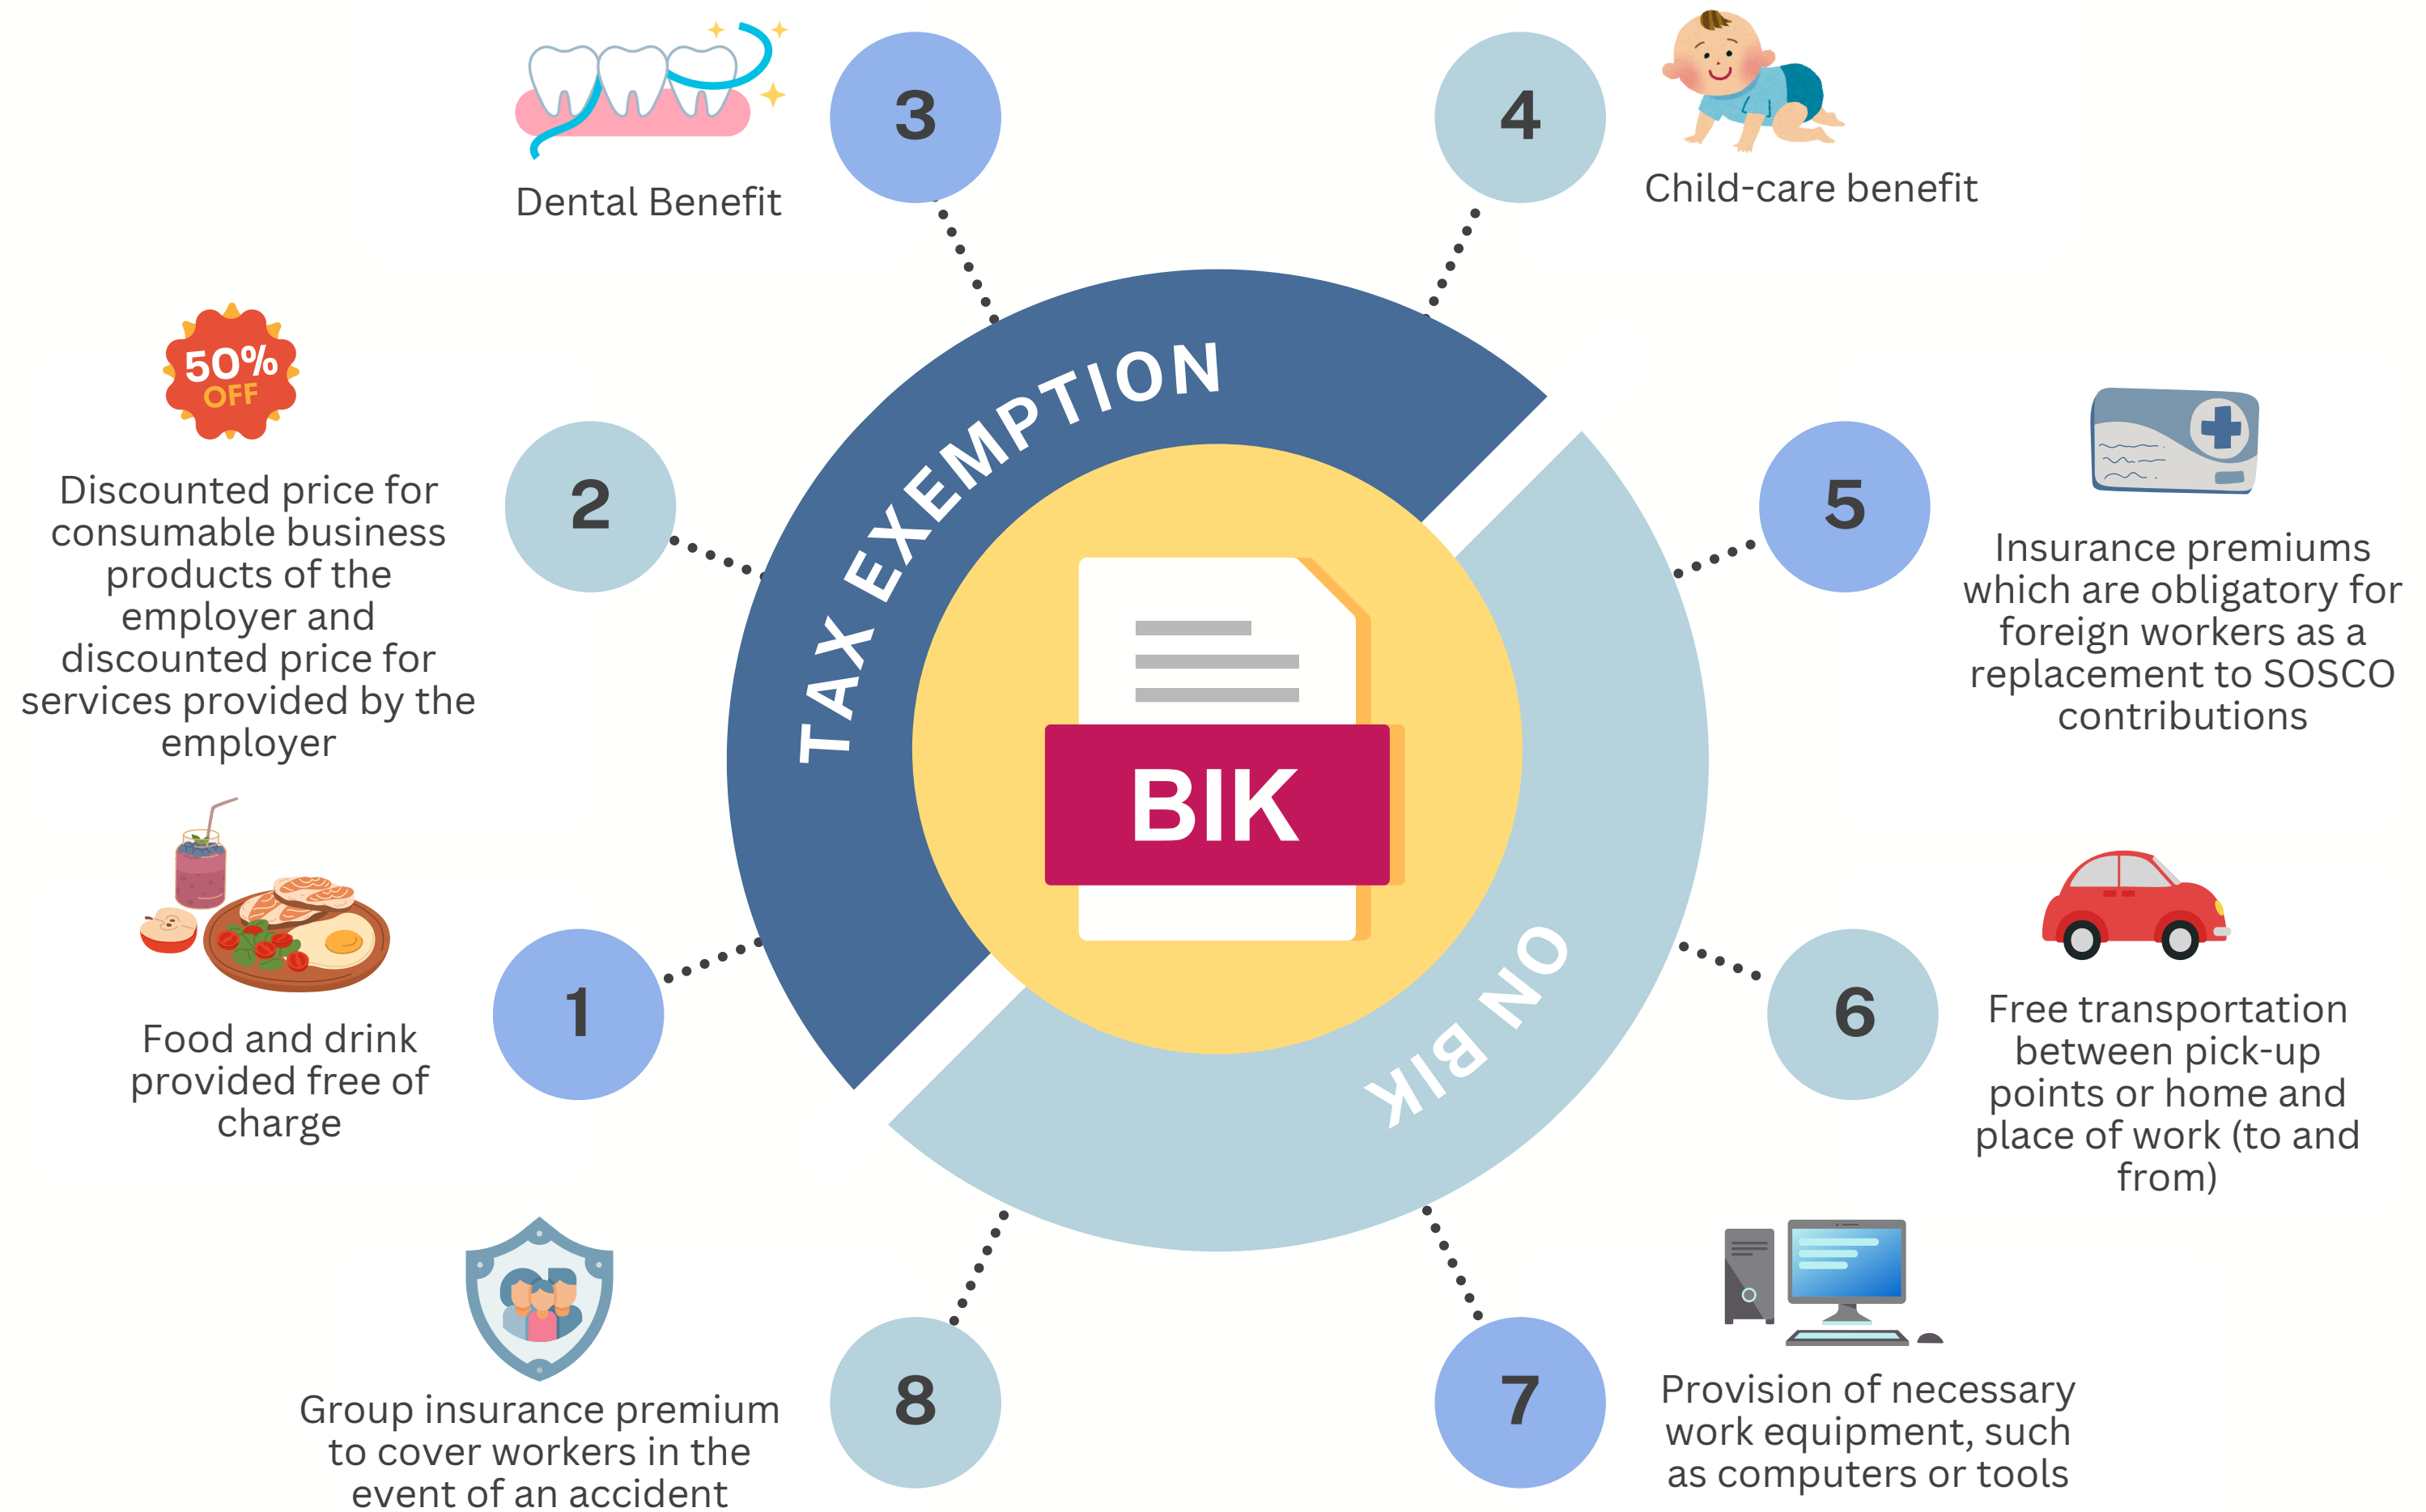 3
Dental Benefit
4
Child-care benefit
50%
OFF
2
Discounted price for
consumable business
products of the
employer and
discounted price for
services provided by the
employer
TAX EXEMPTION
5
Insurance premiums
which are obligatory for
foreign workers as a
replacement to SOSCO
contributions
BIK
ON BIK
1
Food and drink
provided free of
charge
6
Free transportation
between pick-up
points or home and
place of work (to and
from)
8
Group insurance premium
to cover workers in the
event of an accident
7
Provision of necessary
work equipment, such
as computers or tools